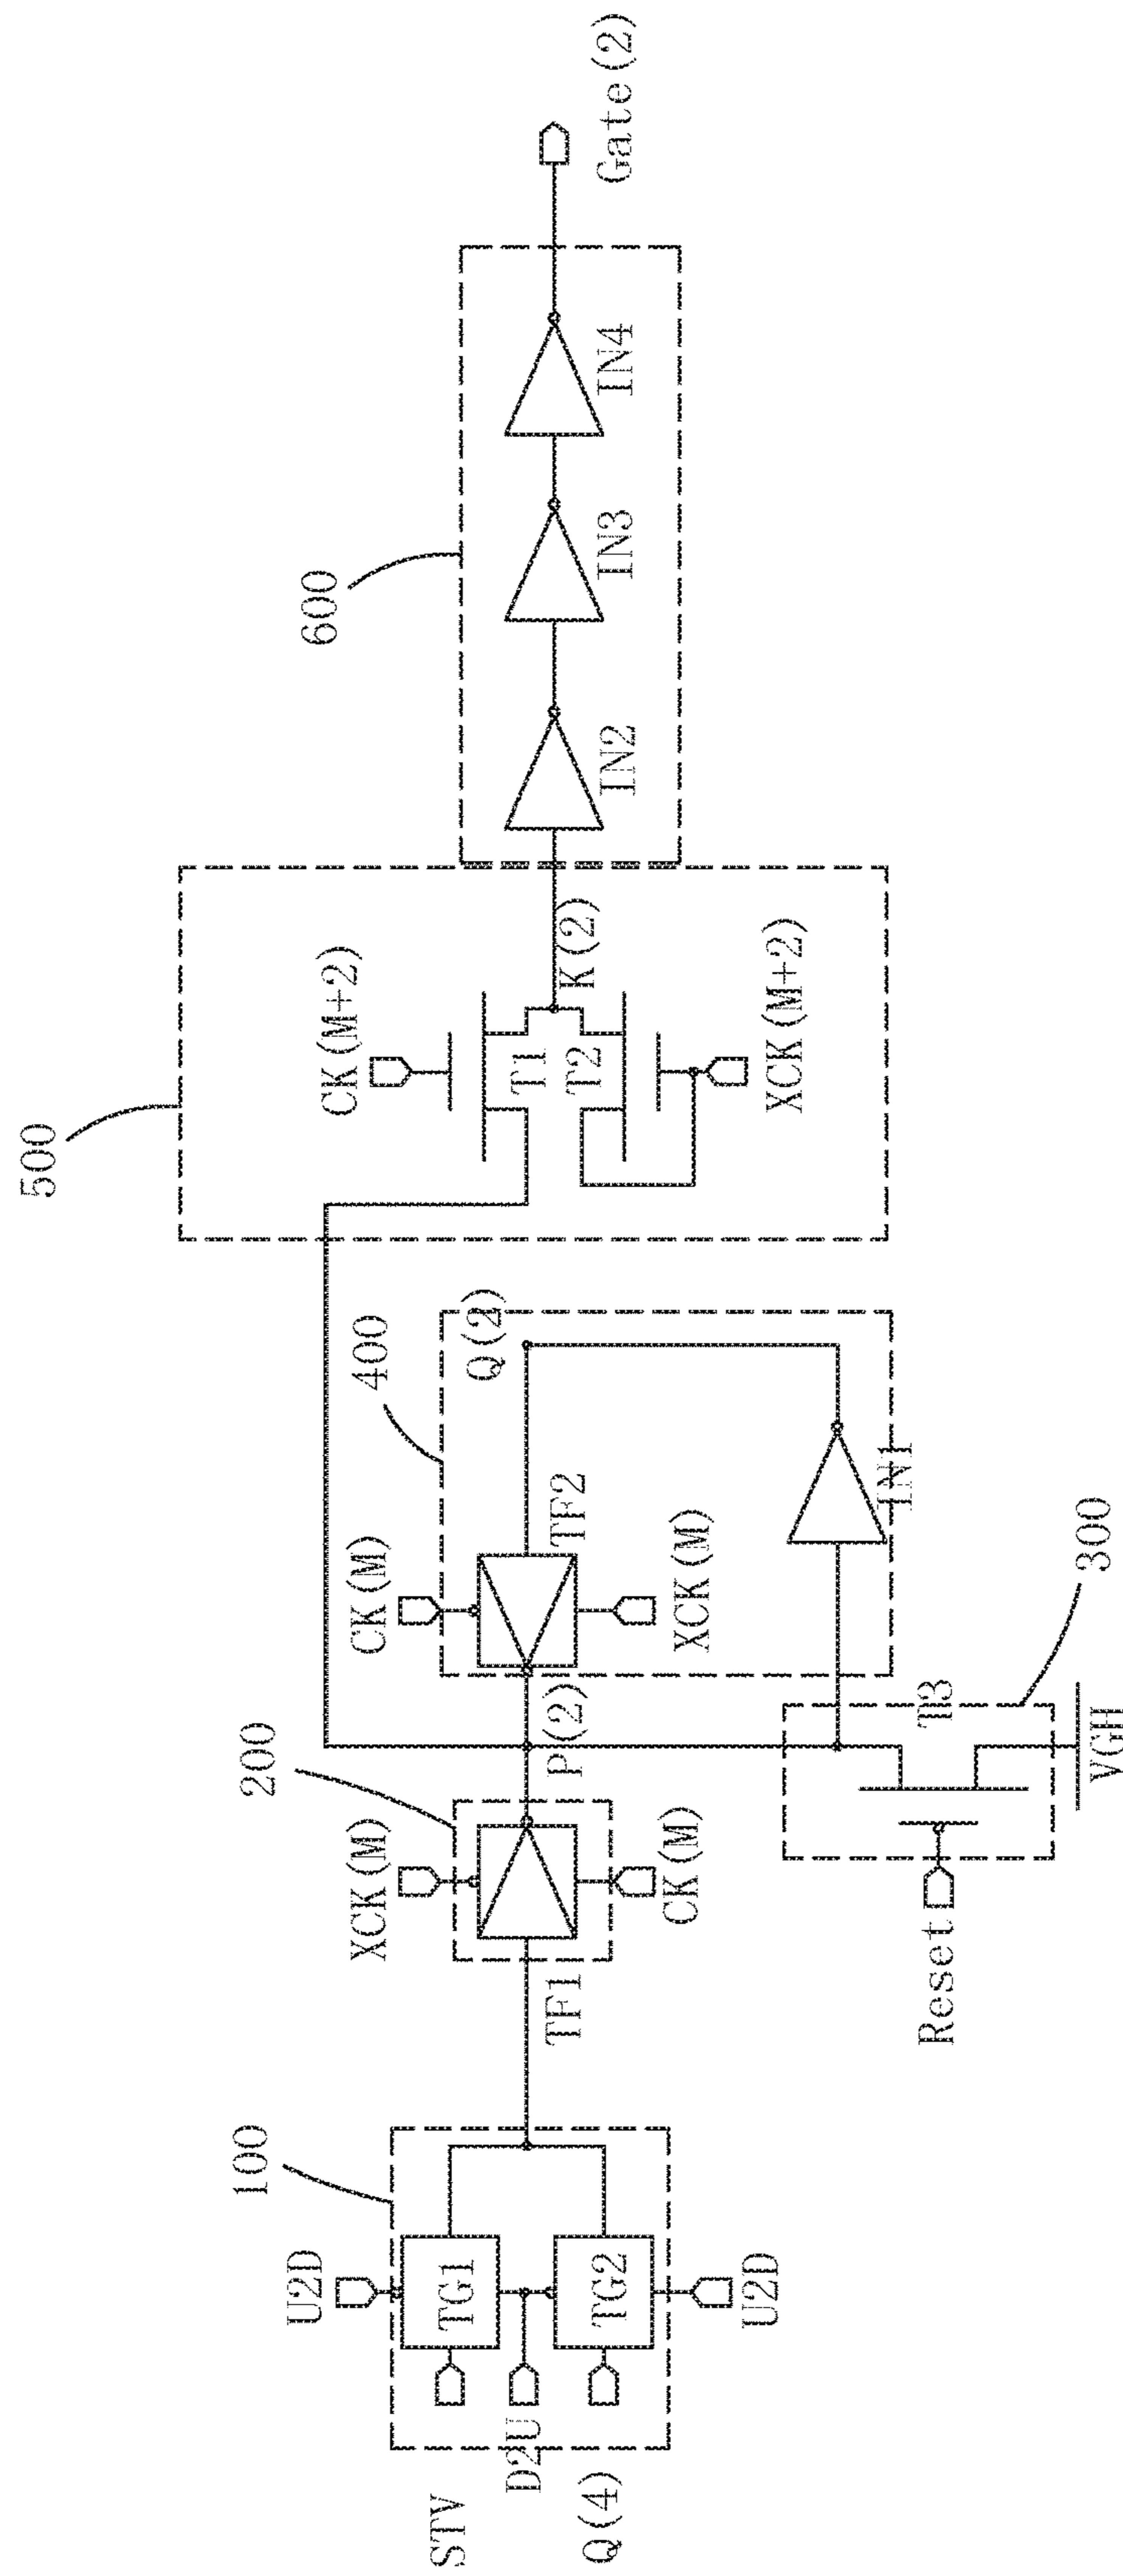 100
U2D
STV
TG1
D2U
TG2
Q(4)
U2D
200
XCK(M)
TF1
CK(M)
P(2)
300
Reset
T3
VGH
400
CK(M)
TF2
XCK(M)
Q(2)
IN1
500
CK(M+2)
T1
T2
K(2)
XCK(M+2)
600
IN2
IN3
IN4
Gate(2)